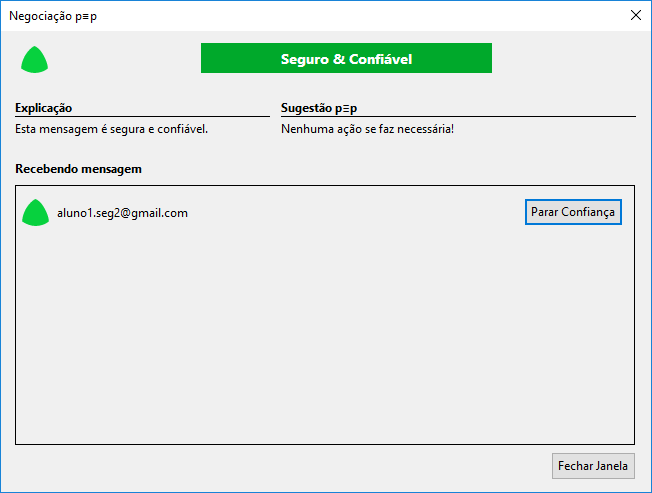 Negociação p≡p
Seguro & Confiável
Explicação
Sugestão p≡p
Esta mensagem é segura e confiável.
Nenhuma ação se faz necessária!
Recebendo mensagem
aluno1.seg2@gmail.com
Parar Confiança
Fechar Janela